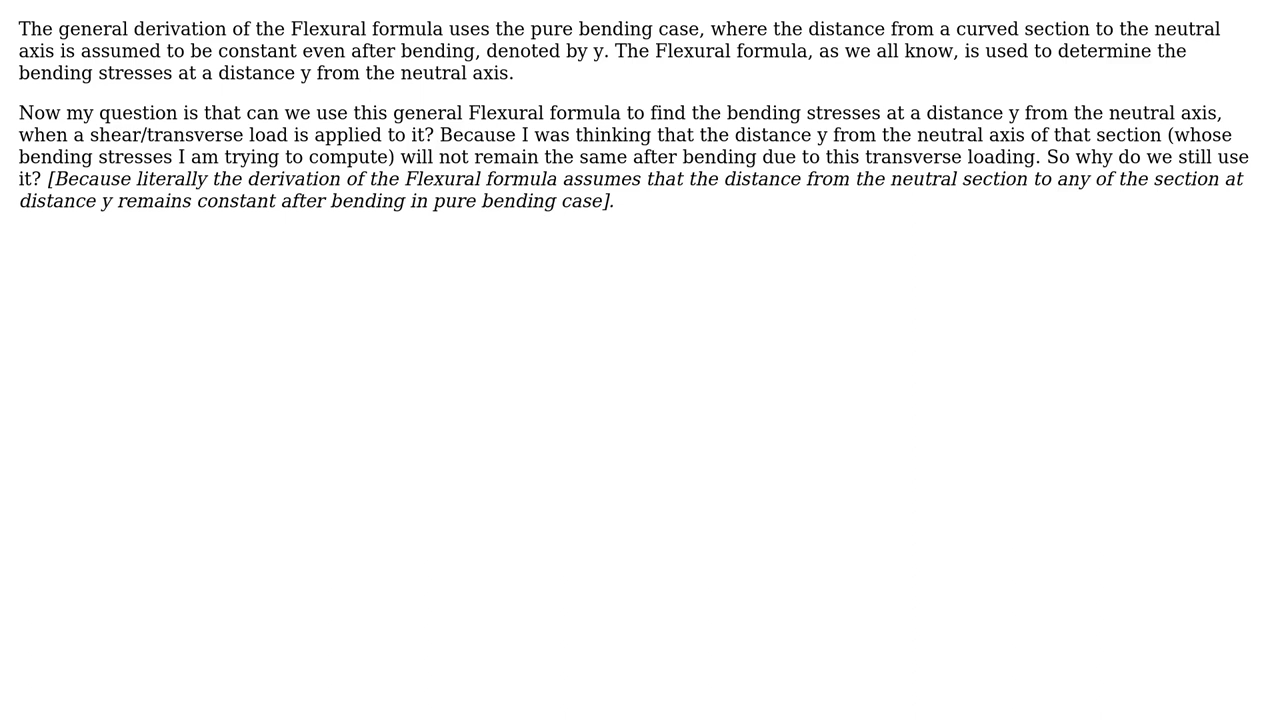 The general derivation of the Flexural formula uses the pure bending case, where the distance from a curved section to the neutral
axis is assumed to be constant even after bending, denoted by y. The Flexural formula, as we all know, is used to determine the
bending stresses at a distance y from the neutral axis.
Now my question is that can we use this general Flexural formula to find the bending stresses at a distance y from the neutral axis,
when a shear/transverse load is applied to it? Because I was thinking that the distance y from the neutral axis of that section (whose
bending stresses I am trying to compute) will not remain the same after bending due to this transverse loading. So why do we still use
it? [Because literally the derivation of the Flexural formula assumes that the distance from the neutral section to any of the section at
distance y remains constant after bending in pure bending case].